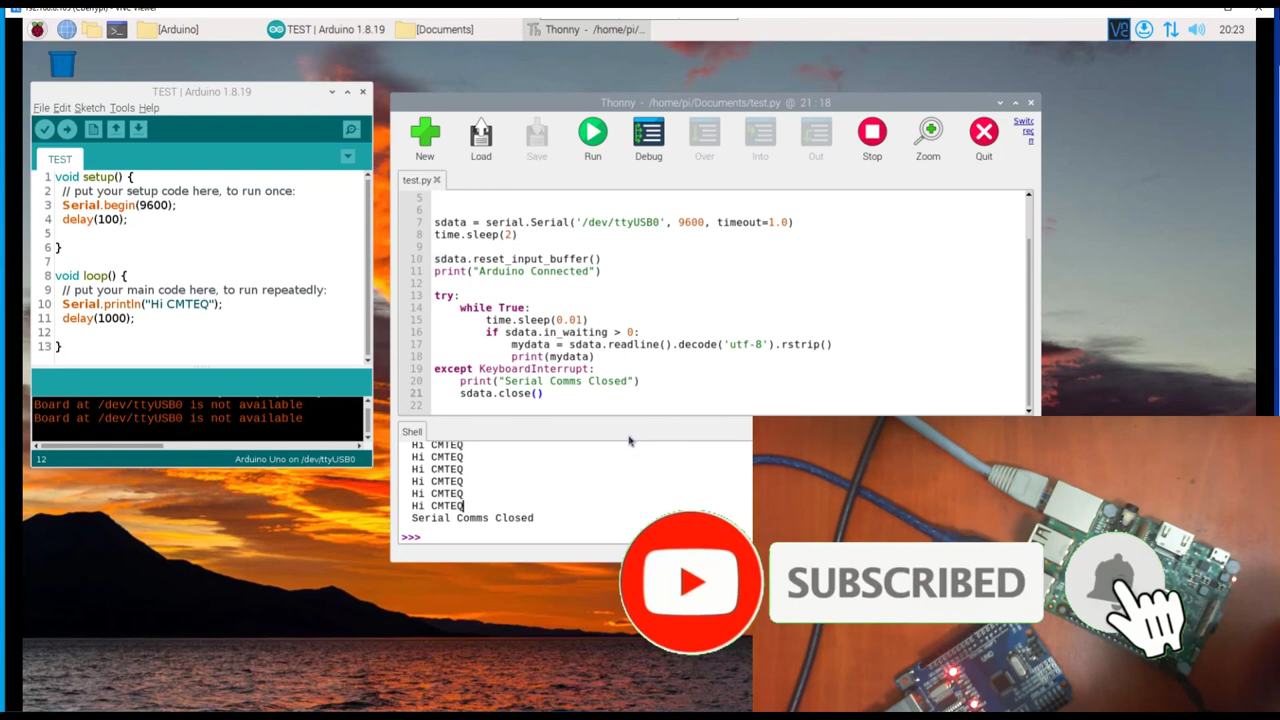 [Arduino]
TEST | Arduino 1.8.19
[Documents]
Thonny - /home/pi/...
20:23
TEST | Arduino 1.8.19
File Edit Sketch Tools Help
TEST
1 void setup() {
2 // put your setup code here, to run once:
3 Serial.begin(9600);
4 delay(100);
5
6 }
7
8 void loop() {
9 // put your main code here, to run repeatedly:
10 Serial.println("Hi CMTEQ");
11 delay(1000);
12
13 }
Board at /dev/ttyUSB0 is not available
Board at /dev/ttyUSB0 is not available
12 Arduino Uno on /dev/ttyUSB0
Thonny - /home/pi/Documents/test.py @ 21 : 18
New Load Save Run Debug Over Into Out Stop Zoom Quit
test.py
5
6
7 sdata = serial.Serial('/dev/ttyUSB0', 9600, timeout=1.0)
8 time.sleep(2)
9
10 sdata.reset_input_buffer()
11 print("Arduino Connected")
12
13 try:
14 while True:
15 time.sleep(0.01)
16 if sdata.in_waiting > 0:
17 mydata = sdata.readline().decode('utf-8').rstrip()
18 print(mydata)
19 except KeyboardInterrupt:
20 print("Serial Comms Closed")
21 sdata.close()
22
Shell
Hi CMTEQ
Hi CMTEQ
Hi CMTEQ
Hi CMTEQ
Hi CMTEQ
Hi CMTEQ
Serial Comms Closed
>>>
SUBSCRIBED
UNO